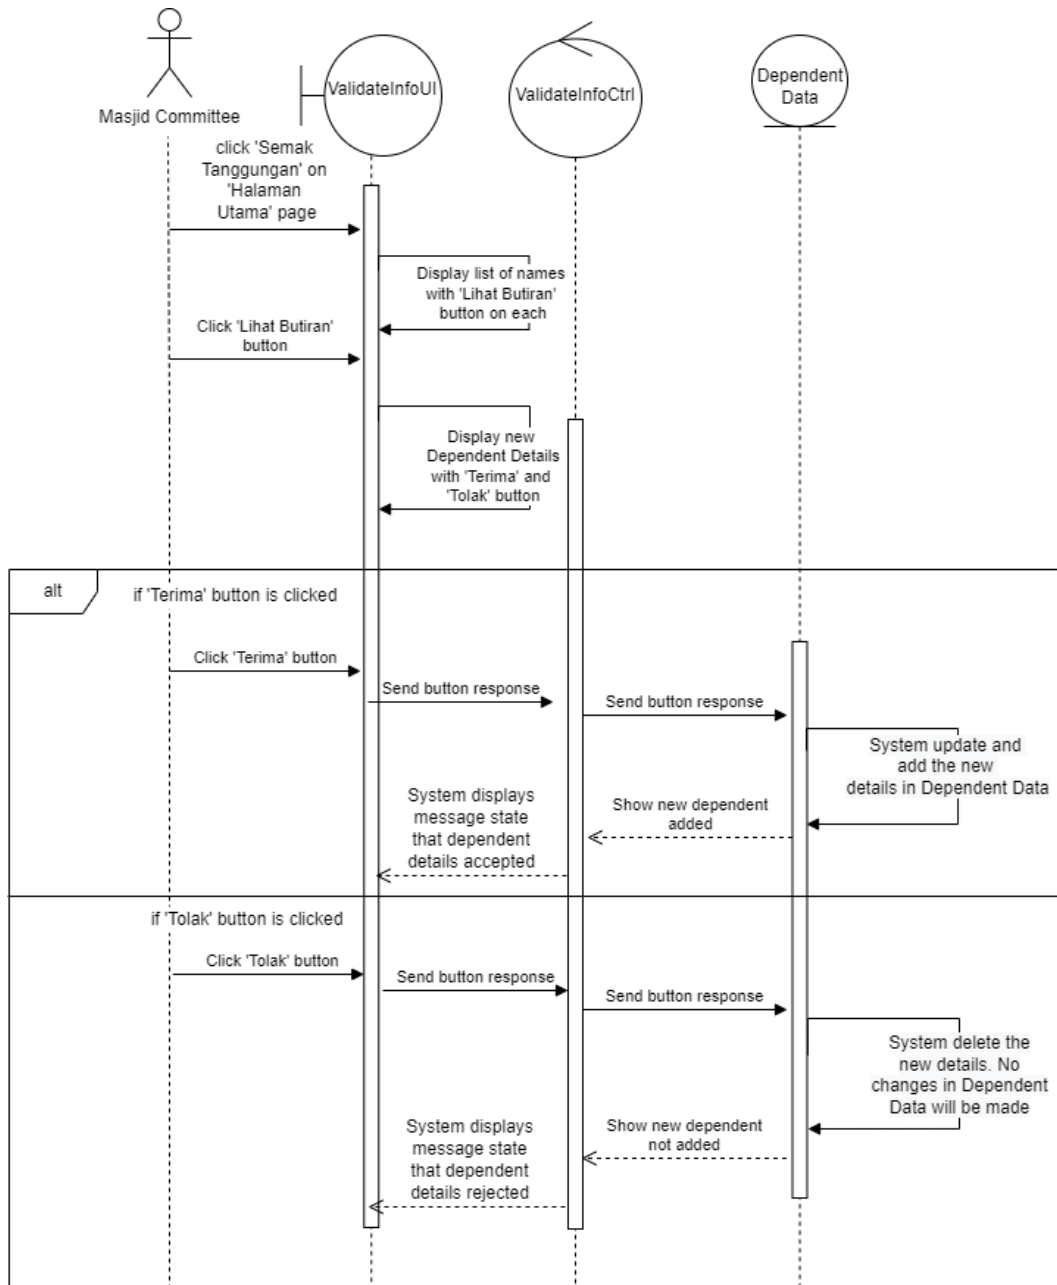 Masjid Committee
ValidateInfoUI
ValidateInfoCtrl
Dependent
Data
click 'Semak
Tanggungan' on
'Halaman
Utama' page
Display list of names
with 'Lihat Butiran'
button on each
Click 'Lihat Butiran'
button
Display new
Dependent Details
with 'Terima' and
'Tolak' button
alt
if 'Terima' button is clicked
Click 'Terima' button
Send button response
Send button response
System update and
add the new
details in Dependent Data
Show new dependent
added
System displays
message state
that dependent
details accepted
if 'Tolak' button is clicked
Click 'Tolak' button
Send button response
Send button response
System delete the
new details. No
changes in Dependent
Data will be made
Show new dependent
not added
System displays
message state
that dependent
details rejected